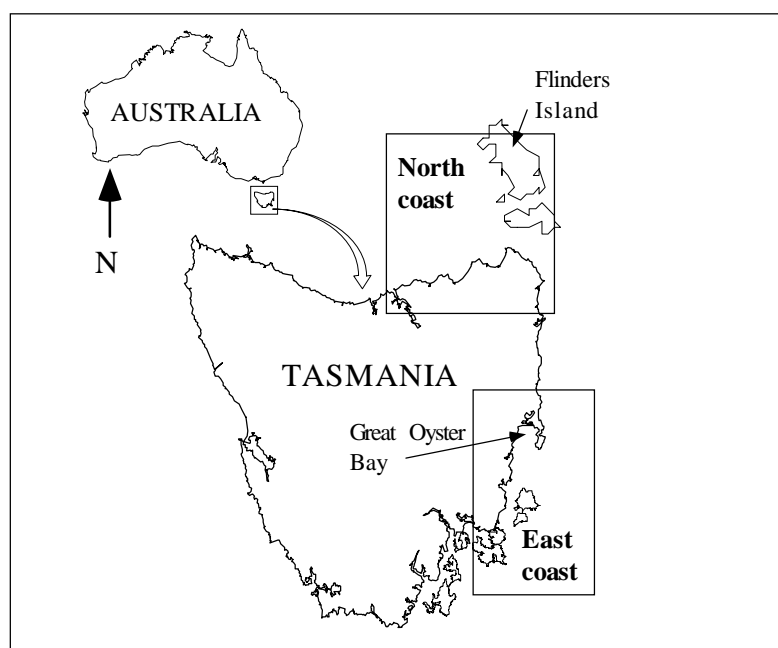 AUSTRALIA
N
Flinders
Island
North
coast
TASMANIA
Great Oyster
Bay
East
coast